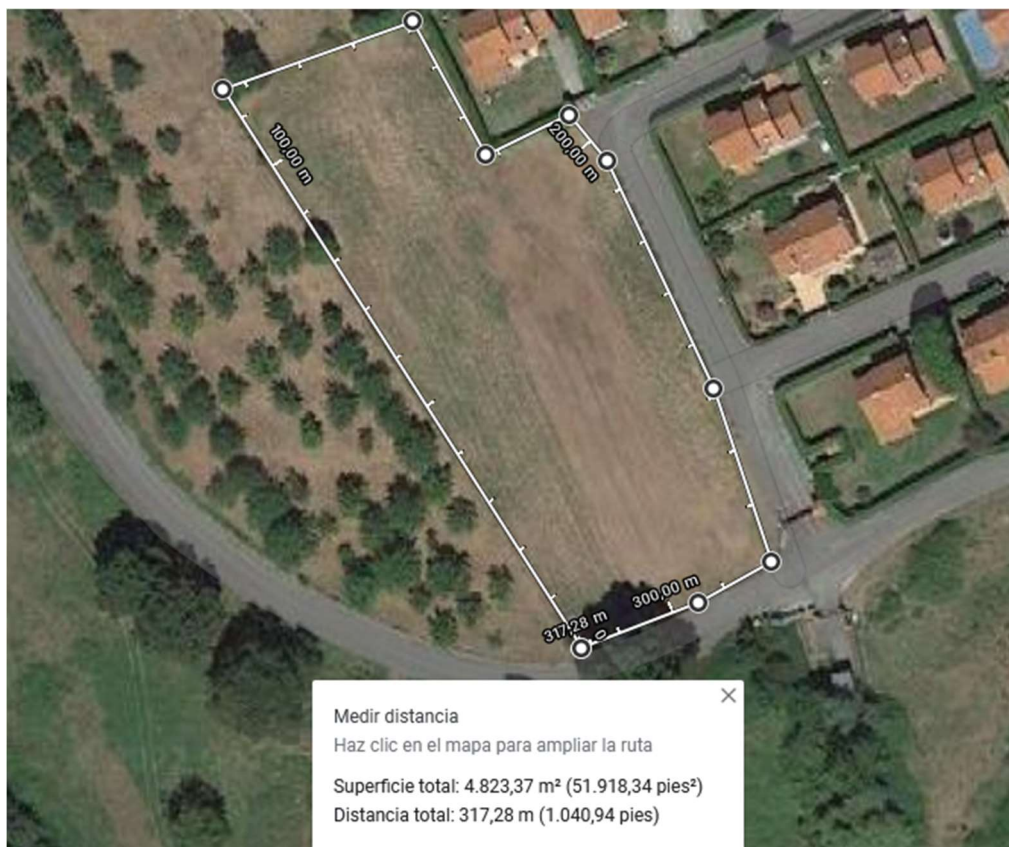 100,00 m
200,00 m
300,00 m
317,28 m
0
Medir distancia
Haz clic en el mapa para ampliar la ruta
Superficie total: 4.823,37 m² (51.918,34 pies²)
Distancia total: 317,28 m (1.040,94 pies)